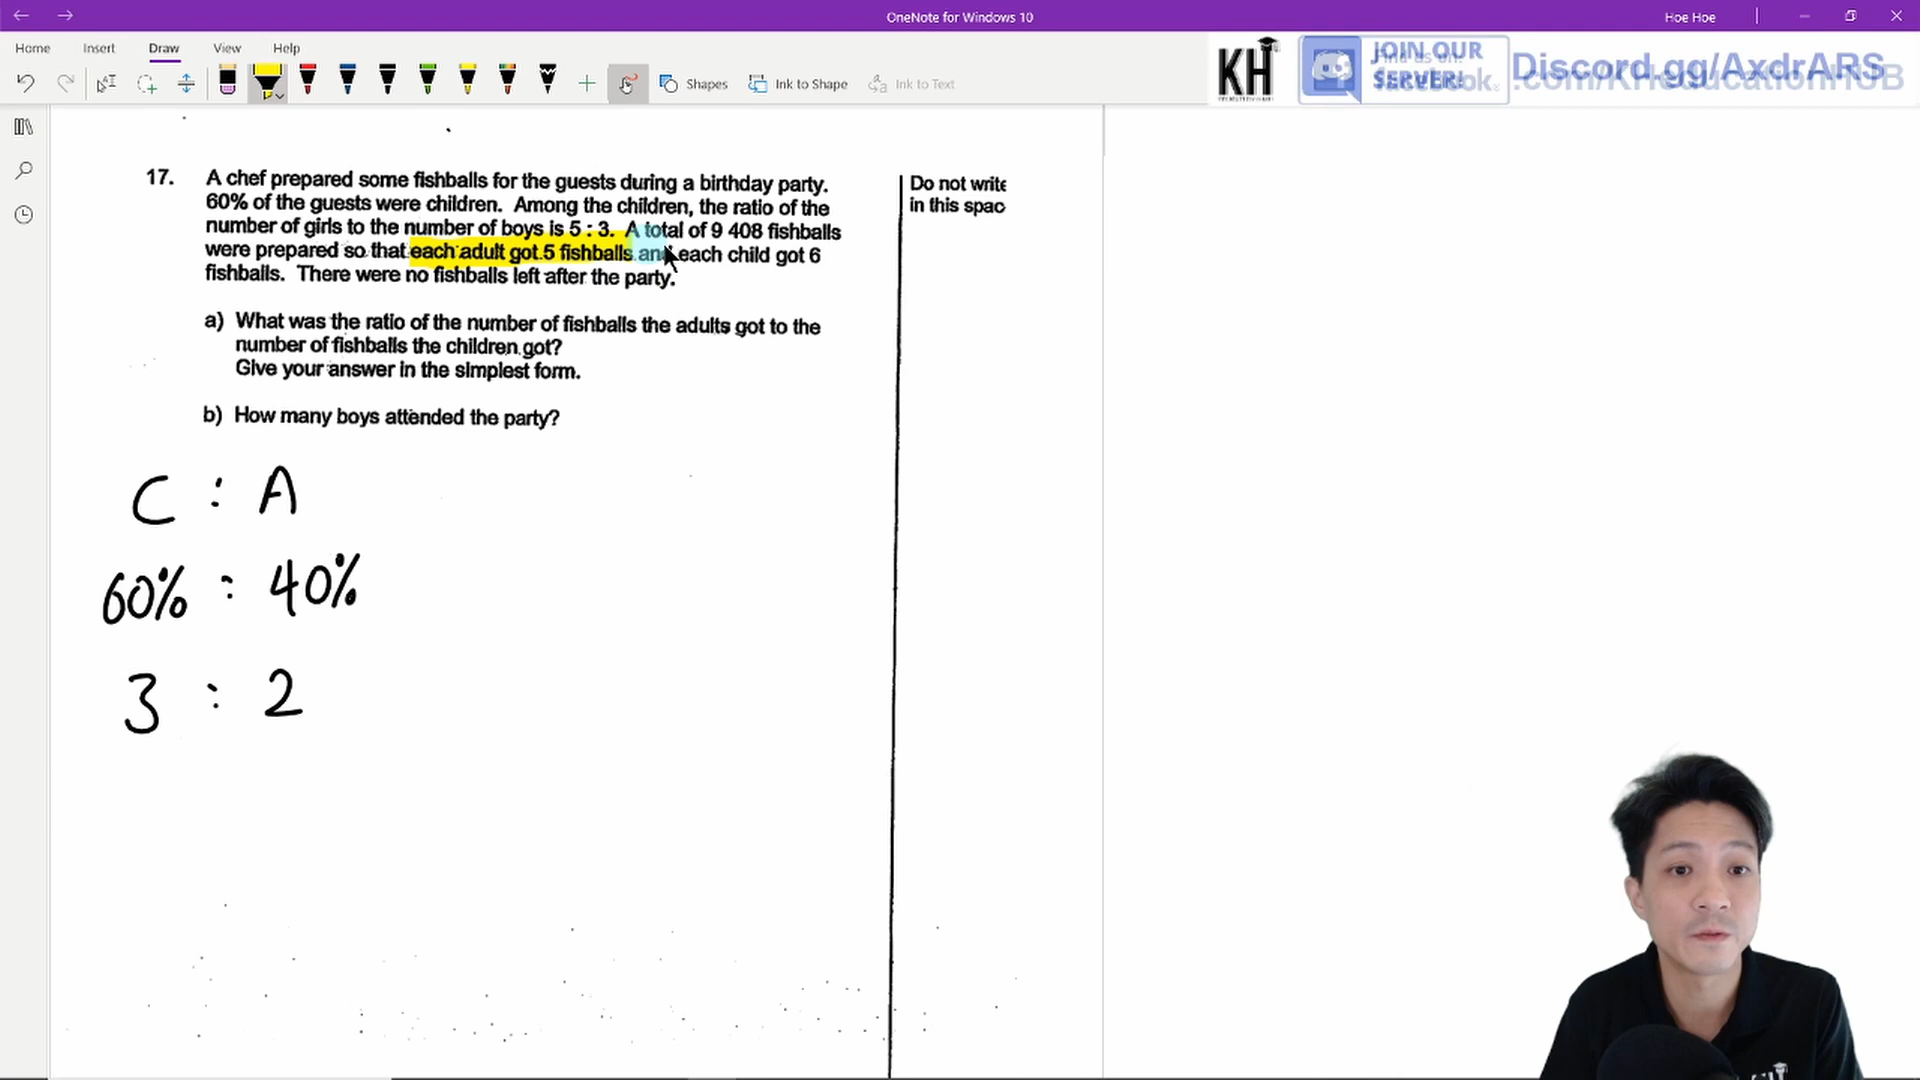 OneNote for Windows 10
Hoe Hoe
Home Insert Draw View Help
Shapes
Ink to Shape
Ink to Text
KH
JOIN OUR
SERVER!
Discord.gg/AxdrARS
.com/KHeducationHSB
17. A chef prepared some fishballs for the guests during a birthday party.
60% of the guests were children. Among the children, the ratio of the
number of girls to the number of boys is 5 : 3. A total of 9 408 fishballs
were prepared so that each adult got 5 fishballs and each child got 6
fishballs. There were no fishballs left after the party.
a) What was the ratio of the number of fishballs the adults got to the
number of fishballs the children got?
Give your answer in the simplest form.
b) How many boys attended the party?
Do not write
in this spac
C : A
60% : 40%
3 : 2